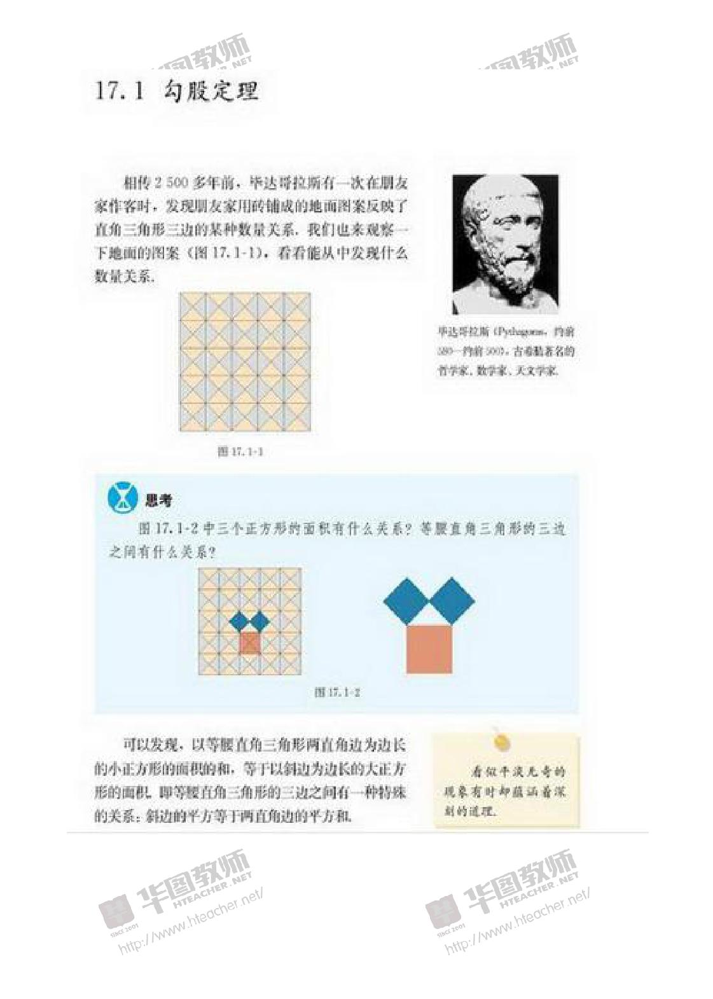 华图教师
华图教师
17.1 勾股定理
相传 2 500 多年前，毕达哥拉斯有一次在朋友
家作客时，发现朋友家用砖铺成的地面图案反映了
直角三角形三边的某种数量关系. 我们也来观察一
下地面的图案（图 17.1-1），看看能从中发现什么
数量关系.
图 17.1-1
毕达哥拉斯（Pythagoras，约前
580—约前 500），古希腊著名的
哲学家、数学家、天文学家.
思考
图 17.1-2 中三个正方形的面积有什么关系？等腰直角三角形的三边
之间有什么关系？
图 17.1-2
可以发现，以等腰直角三角形两直角边为边长
的小正方形的面积的和，等于以斜边为边长的大正方
形的面积. 即等腰直角三角形的三边之间有一种特殊
的关系：斜边的平方等于两直角边的平方和.
看似平淡无奇的
现象有时却蕴涵着深
刻的道理.
华图教师
HTEACHER.NET
SINCE 2001
http://www.hteacher.net/
华图教师
HTEACHER.NET
SINCE 2001
http://www.hteacher.net/